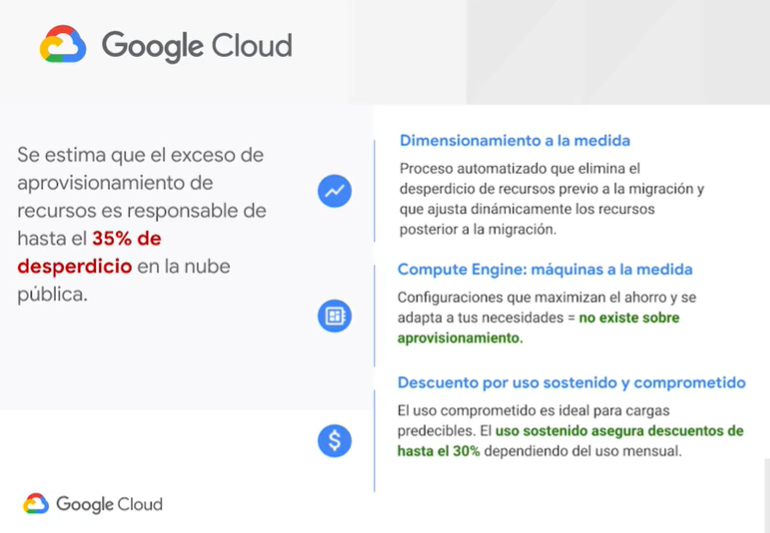 Google Cloud
Se estima que el exceso de
aprovisionamiento de
recursos es responsable de
hasta el 35% de
desperdicio en la nube
pública.
Dimensionamiento a la medida
Proceso automatizado que elimina el
desperdicio de recursos previo a la migración y
que ajusta dinámicamente los recursos
posterior a la migración.
Compute Engine: máquinas a la medida
Configuraciones que maximizan el ahorro y se
adapta a tus necesidades = no existe sobre
aprovisionamiento.
Descuento por uso sostenido y comprometido
El uso comprometido es ideal para cargas
predecibles. El uso sostenido asegura descuentos de
hasta el 30% dependiendo del uso mensual.
$
Google Cloud